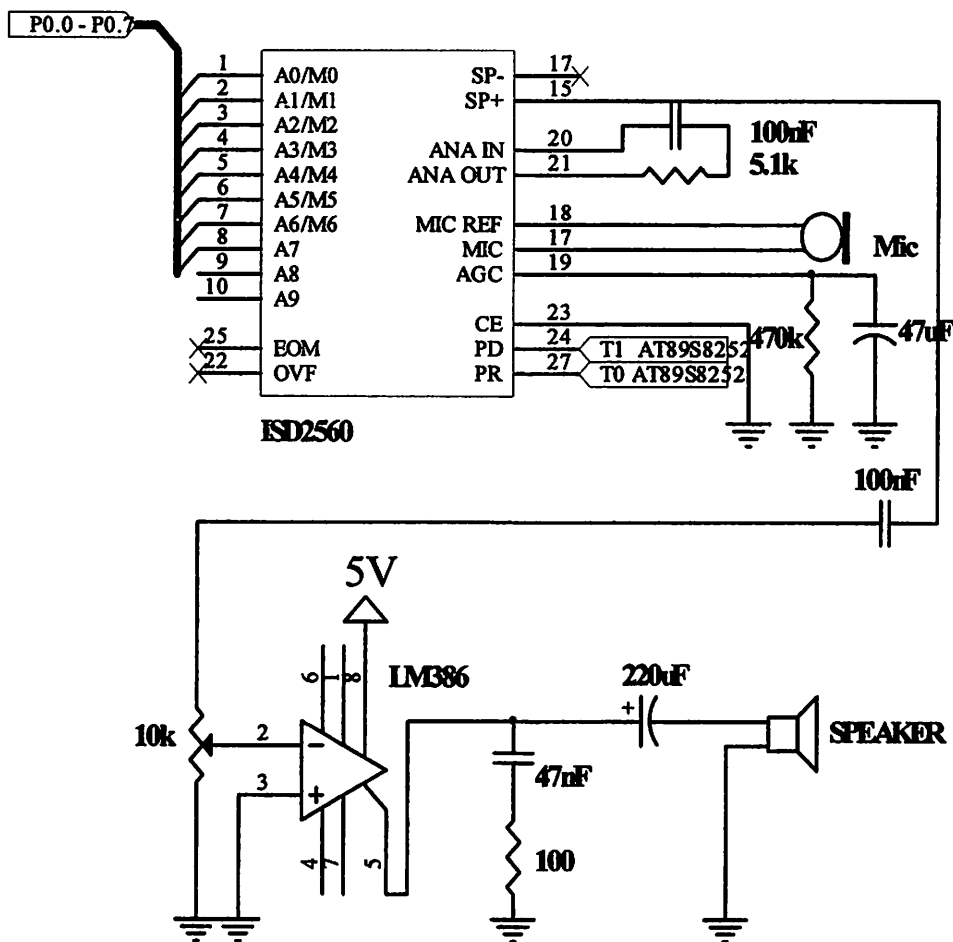 P0.0 - P0.7
1 A0/M0
2 A1/M1
3 A2/M2
4 A3/M3
5 A4/M4
6 A5/M5
7 A6/M6
8 A7
9 A8
10 A9
25 EOM
22 OVF
SP- 17
SP+ 15
ANA IN 20
ANA OUT 21
MIC REF 18
MIC 17
AGC 19
CE 23
PD 24
PR 27
100nF
5.1k
Mic
T1 AT89S8252
T0 AT89S8252
470k
47uF
ISD2560
100nF
5V
6
1
8
LM386
220uF
10k
2
-
3
+
4
7
5
+
47nF
100
SPEAKER